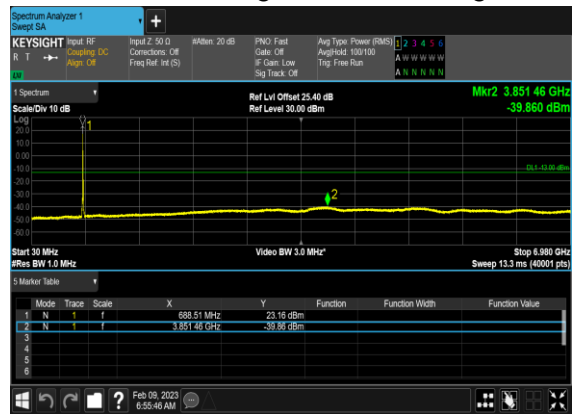 Spectrum Analyzer 1
Swept SA
+
KEYSIGHT Input: RF Input Z: 50 Ω #Atten: 20 dB PNO: Fast Avg Type: Power (RMS) 1 2 3 4 5 6
R T Coupling: DC Corrections: Off Gate: Off Avg|Hold: 100/100 A W W W W W
Align: Off Freq Ref: Int (S) IF Gain: Low Trig: Free Run
LW Sig Track: Off A N N N N N
1 Spectrum Ref Lvl Offset 25.40 dB Mkr2 3.851 46 GHz
Scale/Div 10 dB Ref Level 30.00 dBm -39.860 dBm
Log
20.0 1
10.0
0.00
-10.0 DL1 -13.00 dBm
-20.0
-30.0
-40.0 2
-50.0
-60.0
Start 30 MHz Video BW 3.0 MHz* Stop 6.980 GHz
#Res BW 1.0 MHz Sweep 13.3 ms (40001 pts)
5 Marker Table
Mode Trace Scale X Y Function Function Width Function Value
1 N 1 f 688.51 MHz 23.16 dBm
2 N 1 f 3.851 46 GHz -39.86 dBm
3
4
5
6
? Feb 09, 2023
6:55:46 AM